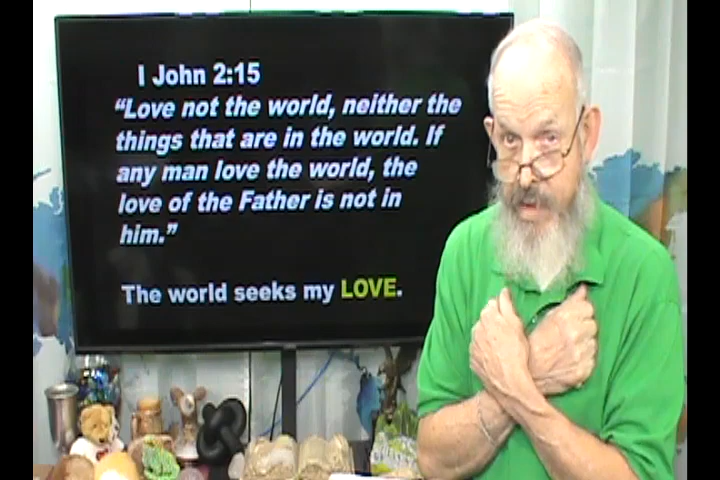 I John 2:15
“Love not the world, neither the
things that are in the world. If
any man love the world, the
love of the Father is not in
him.”
The world seeks my LOVE.